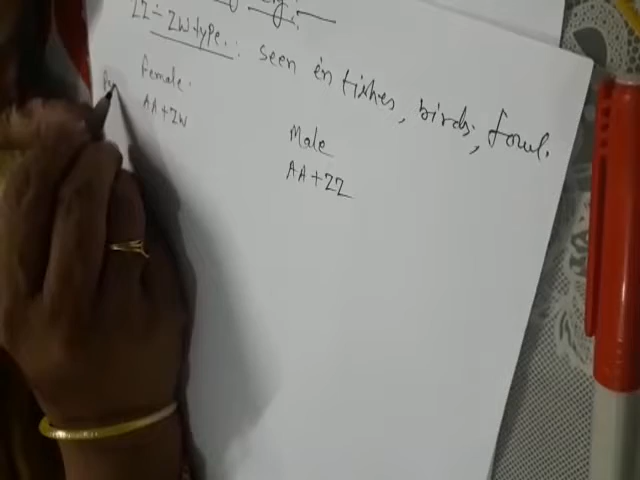 ZZ - ZW type. : seen in fishes, birds, fowl.
Female.
AA + ZW
Male
AA + ZZ